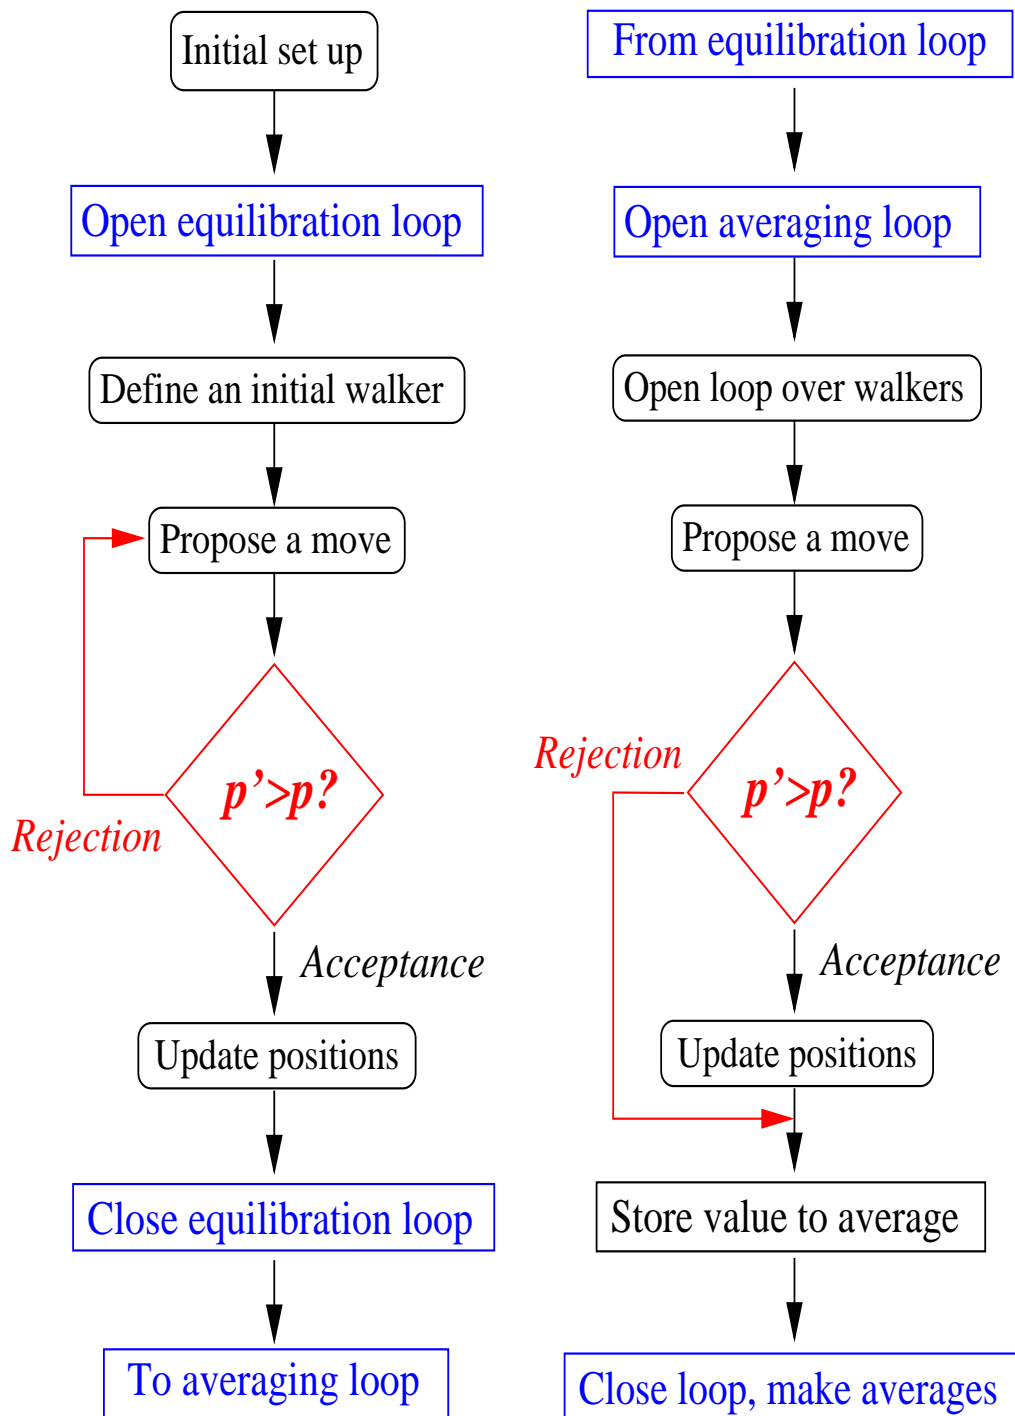 Initial set up
Open equilibration loop
Define an initial walker
Propose a move
p’>p?
Rejection
Acceptance
Update positions
Close equilibration loop
To averaging loop
From equilibration loop
Open averaging loop
Open loop over walkers
Propose a move
Rejection
p’>p?
Acceptance
Update positions
Store value to average
Close loop, make averages